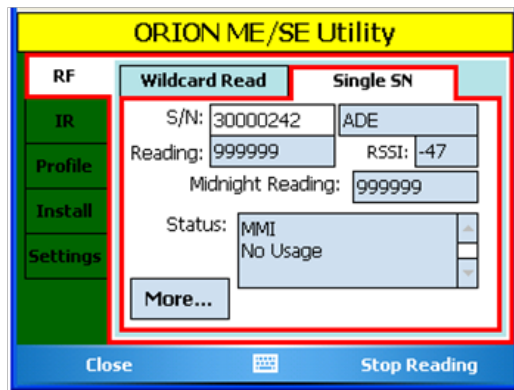 ORION ME/SE Utility
RF
Wildcard Read
Single SN
IR
S/N: 30000242 ADE
Profile
Reading: 999999 RSSI: -47
Midnight Reading: 999999
Install
Status: MMI
No Usage
Settings
More...
Close
Stop Reading